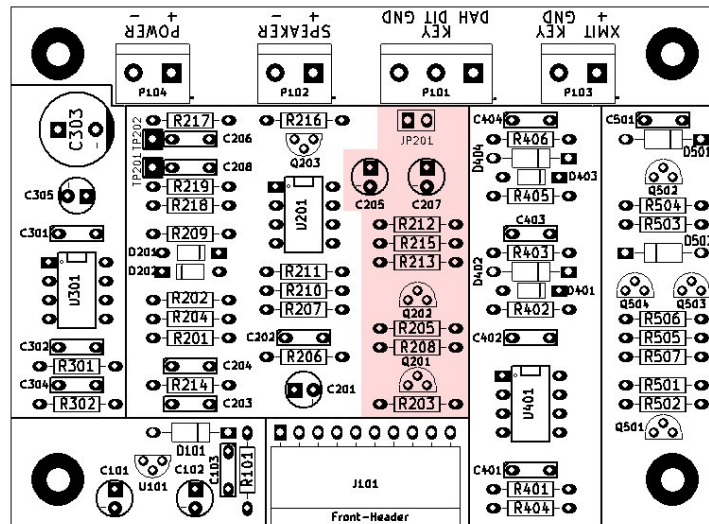 - + POWER
- + SPEAKER
DAH DIT GND KEY
XMIT + KEY GND
P104
P102
P101
P103
C303
R217
TP202
C206
TP201
C208
R219
R218
C305
C301
R209
D201
D202
U301
R202
R204
R201
C302
R301
C304
R302
C204
R214
C203
R216
Q203
U201
R211
R210
R207
C202
R206
C201
JP201
C205
C207
R212
R215
R213
Q202
R205
R208
Q201
R203
C404
R406
D404
D403
R405
C403
R403
D402
D401
R402
C402
U401
C401
R401
R404
C501
D501
Q502
R504
R503
D502
Q504
Q503
R506
R505
R507
R501
R502
Q501
D101
C101
U101
C102
C103
R101
J101
Front-Header